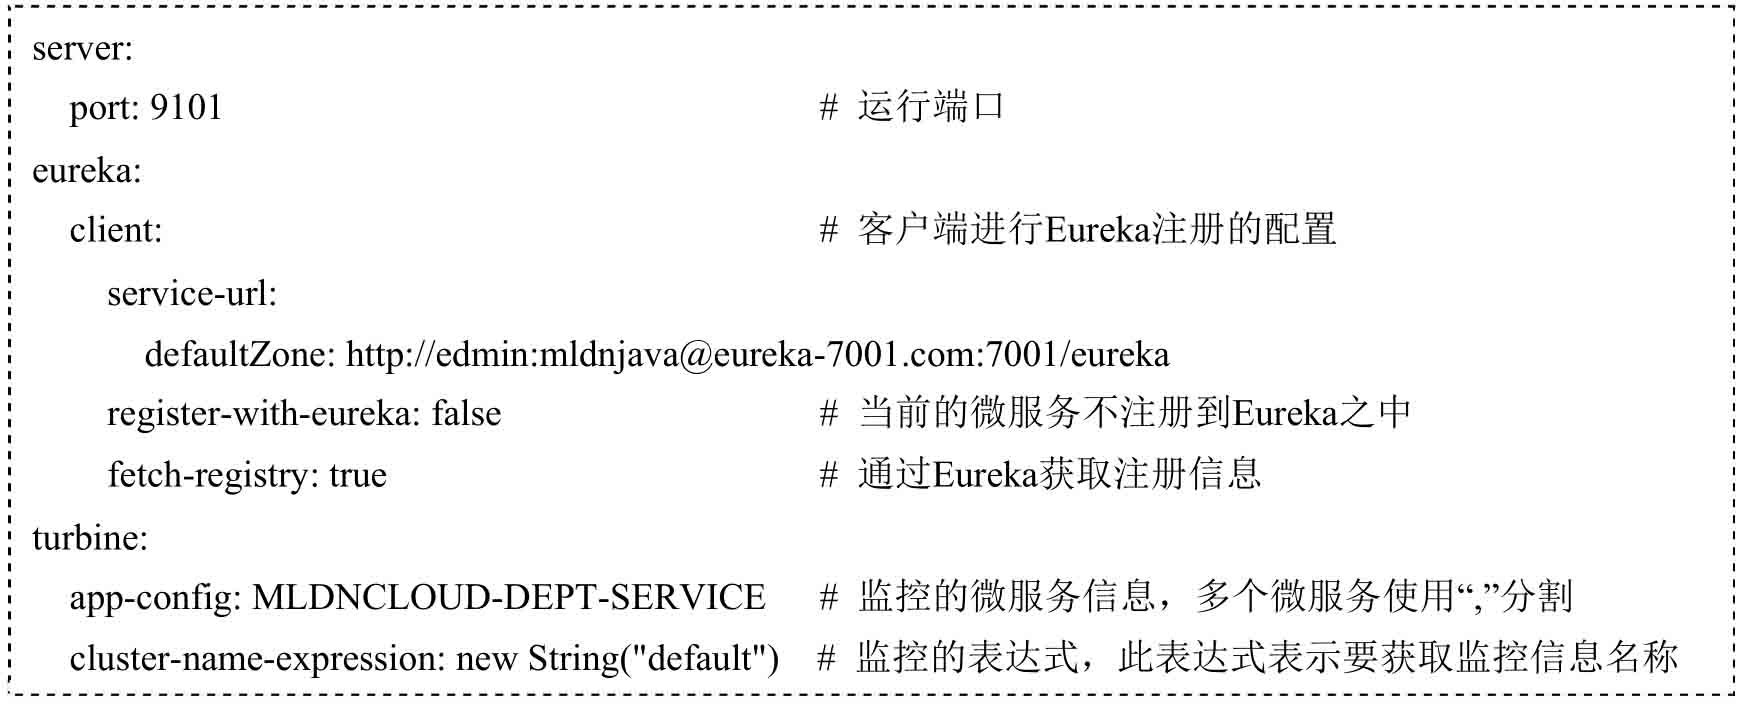 server:
port: 9101 # 运行端口
eureka:
client: # 客户端进行Eureka注册的配置
service-url:
defaultZone: http://edmin:mldnjava@eureka-7001.com:7001/eureka
register-with-eureka: false # 当前的微服务不注册到Eureka之中
fetch-registry: true # 通过Eureka获取注册信息
turbine:
app-config: MLDNCLOUD-DEPT-SERVICE # 监控的微服务信息，多个微服务使用“,”分割
cluster-name-expression: new String("default") # 监控的表达式，此表达式表示要获取监控信息名称